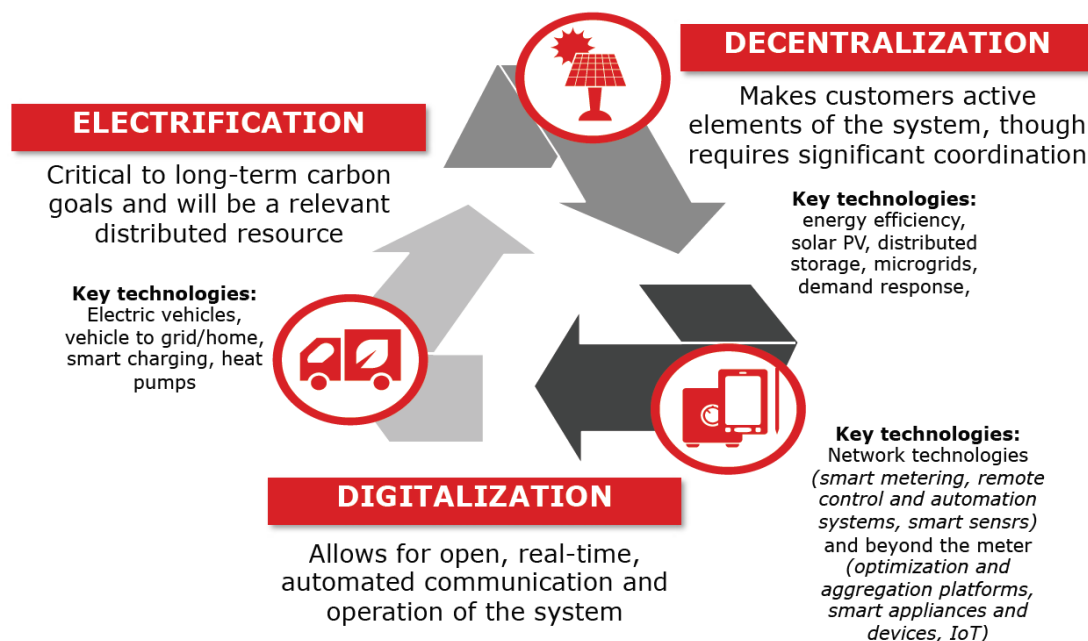 ELECTRIFICATION
Critical to long-term carbon
goals and will be a relevant
distributed resource
Key technologies:
Electric vehicles,
vehicle to grid/home,
smart charging, heat
pumps
DECENTRALIZATION
Makes customers active
elements of the system, though
requires significant coordination
Key technologies:
energy efficiency,
solar PV, distributed
storage, microgrids,
demand response,
DIGITALIZATION
Allows for open, real-time,
automated communication and
operation of the system
Key technologies:
Network technologies
(smart metering, remote
control and automation
systems, smart sensrs)
and beyond the meter
(optimization and
aggregation platforms,
smart appliances and
devices, IoT)